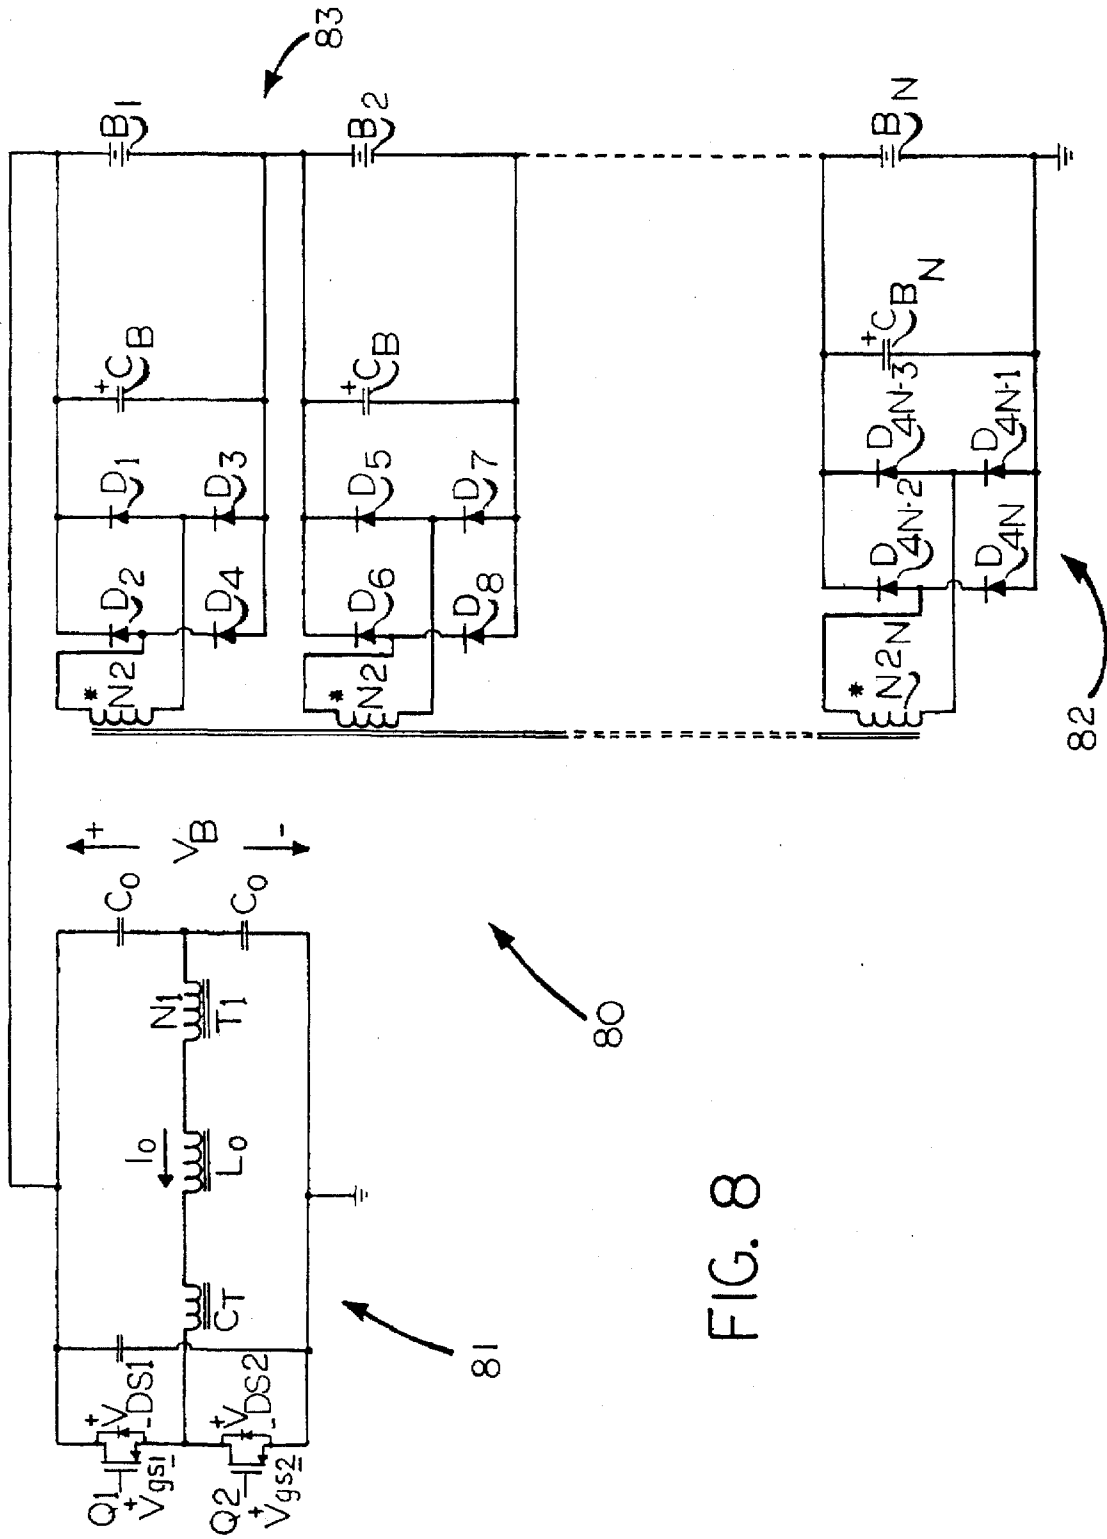 83
B1
B2
BN
CB
CB
+
CBN
+
+
D1
D3
D5
D7
D4N-3
D4N-1
D2
D4
D6
D8
D4N-2
D4N
*
N2
*
N2
*
N2N
82
+
VB
-
Co
Co
80
N1
T1
Io
Lo
CT
81
+
VDS1
-
+
VDS2
-
Q1
+
Vgs1
-
Q2
+
Vgs2
-
FIG. 8